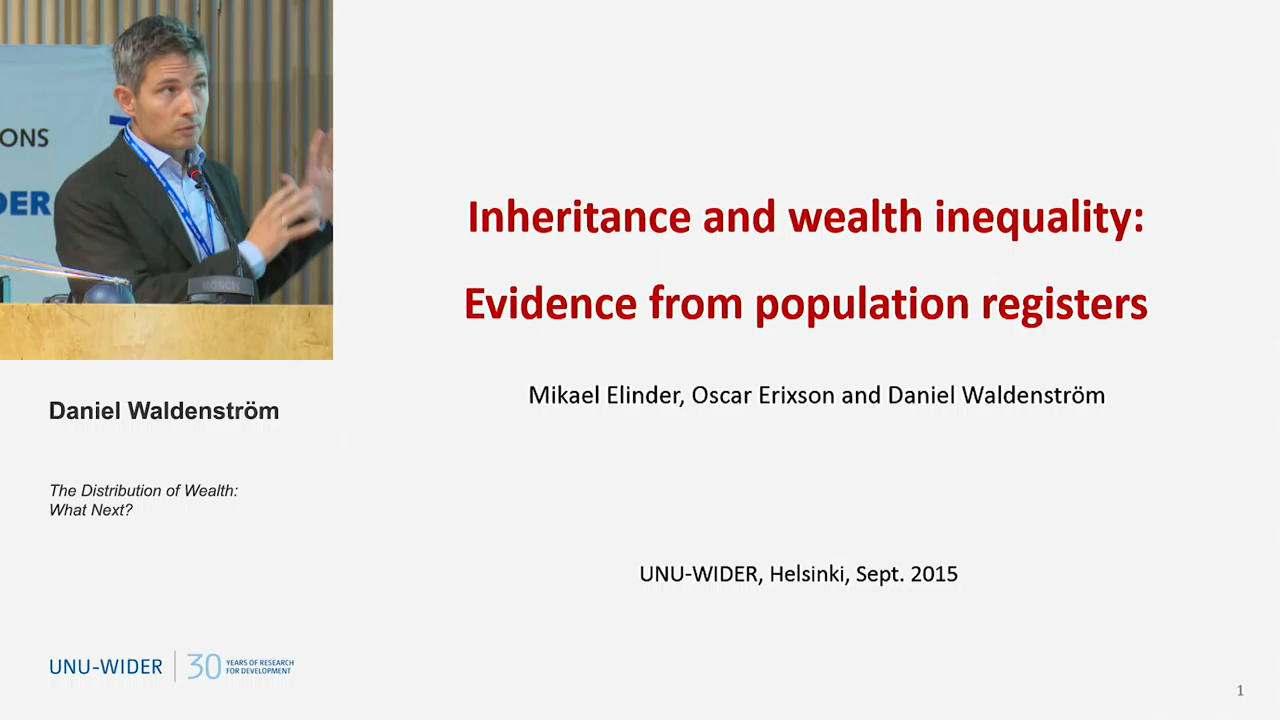 ONS
DER
BOSCH
Inheritance and wealth inequality:
Evidence from population registers
Mikael Elinder, Oscar Erixson and Daniel Waldenström
Daniel Waldenström
The Distribution of Wealth:
What Next?
UNU-WIDER, Helsinki, Sept. 2015
UNU-WIDER
30
YEARS OF RESEARCH
FOR DEVELOPMENT
1